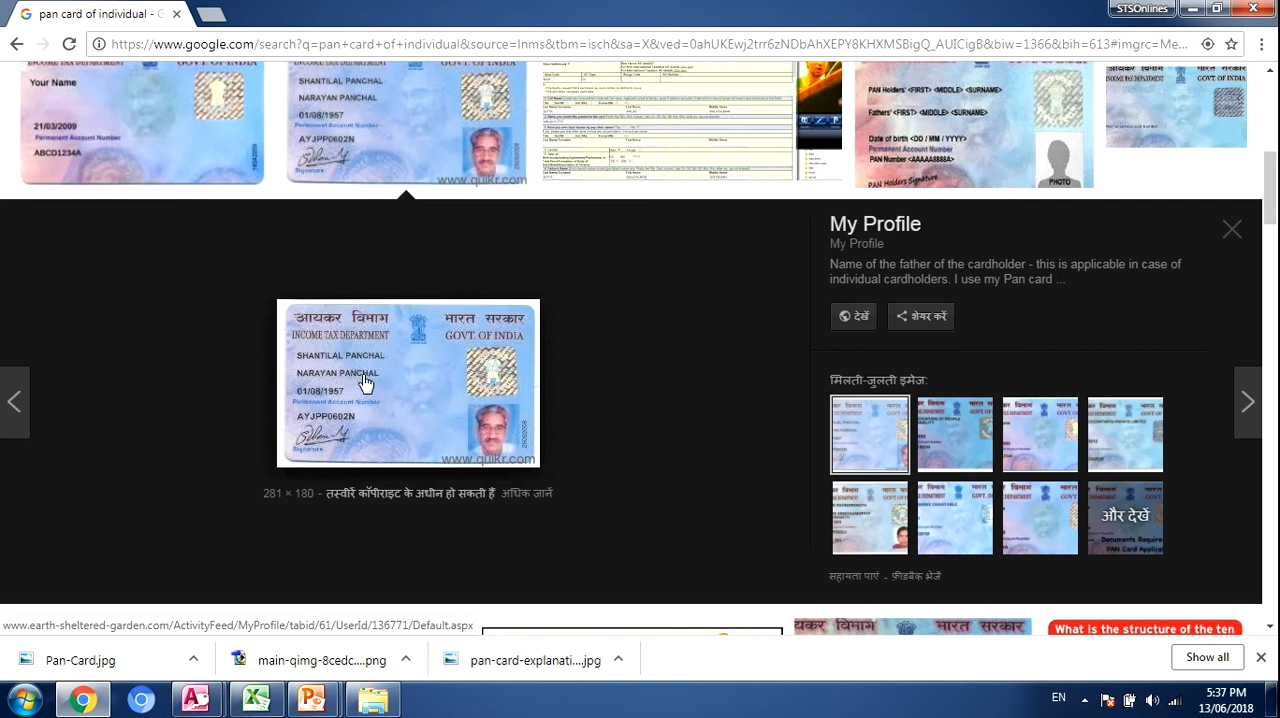 pan card of individual - G
STSOnlines
https://www.google.com/search?q=pan+card+of+individual&source=lnms&tbm=isch&sa=X&ved=0ahUKEwj2trr6zNDbAhXEPY8KHXMSBigQ_AUICigB&biw=1366&bih=613#imgrc=Me...
Your Name
21/03/2009
Permanent Account Number
ABCD1234A
SHANTILAL PANCHAL
NARAYAN PANCHAL
01/08/1957
Permanent Account Number
AYJPP0602N
www.quikr.com
PAN Holders' <FIRST> <MIDDLE> <SURNAME>
Fathers' <FIRST> <MIDDLE> <SURNAME>
Date of birth <DD / MM / YYYY>
Permanent Account Number
PAN Number <AAAAA8888A>
PAN Holders Signature
PHOTO
INCOME TAX DEPARTMENT
GOVT. OF INDIA
My Profile
My Profile
Name of the father of the cardholder - this is applicable in case of
individual cardholders. I use my Pan card ...
देखें
शेयर करें
आयकर विभाग भारत सरकार
INCOME TAX DEPARTMENT GOVT. OF INDIA
SHANTILAL PANCHAL
NARAYAN PANCHAL
01/08/1957
Permanent Account Number
AYJPP0602N
Signature
www.quikr.com
281 × 180 - तस्वीरें कॉपीराइट के अधीन हो सकती हैं अधिक जानें
मिलती-जुलती इमेज:
और देखें
Documents Require
PAN Card Applica
सहायता पाएं - फ़ीडबैक भेजें
www.earth-sheltered-garden.com/ActivityFeed/MyProfile/tabid/61/UserId/136771/Default.aspx
भारत सरकार
What is the structure of the ten
Pan-Card.jpg
main-qimg-8cedc....png
pan-card-explanati....jpg
Show all
EN
5:37 PM
13/06/2018